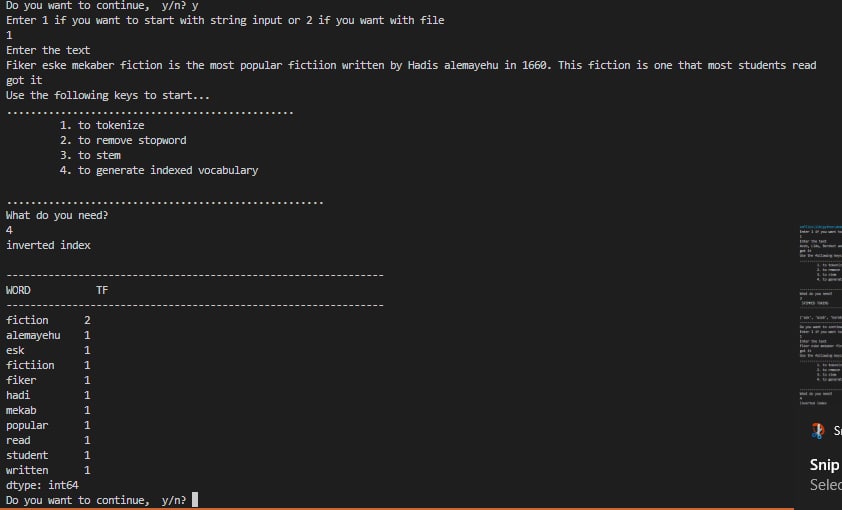 Do you want to continue,  y/n? y
Enter 1 if you want to start with string input or 2 if you want with file
1
Enter the text
Fiker eske mekaber fiction is the most popular fictiion written by Hadis alemayehu in 1660. This fiction is one that most students read
got it
Use the following keys to start...
................................................
1. to tokenize
2. to remove stopword
3. to stem
4. to generate indexed vocabulary
.....................................................
What do you need?
4
inverted index
---------------------------------------------------------------
WORD TF
---------------------------------------------------------------
fiction 2
alemayehu 1
esk 1
fictiion 1
fiker 1
hadi 1
mekab 1
popular 1
read 1
student 1
written 1
dtype: int64
Do you want to continue,  y/n?
Snip
Selec